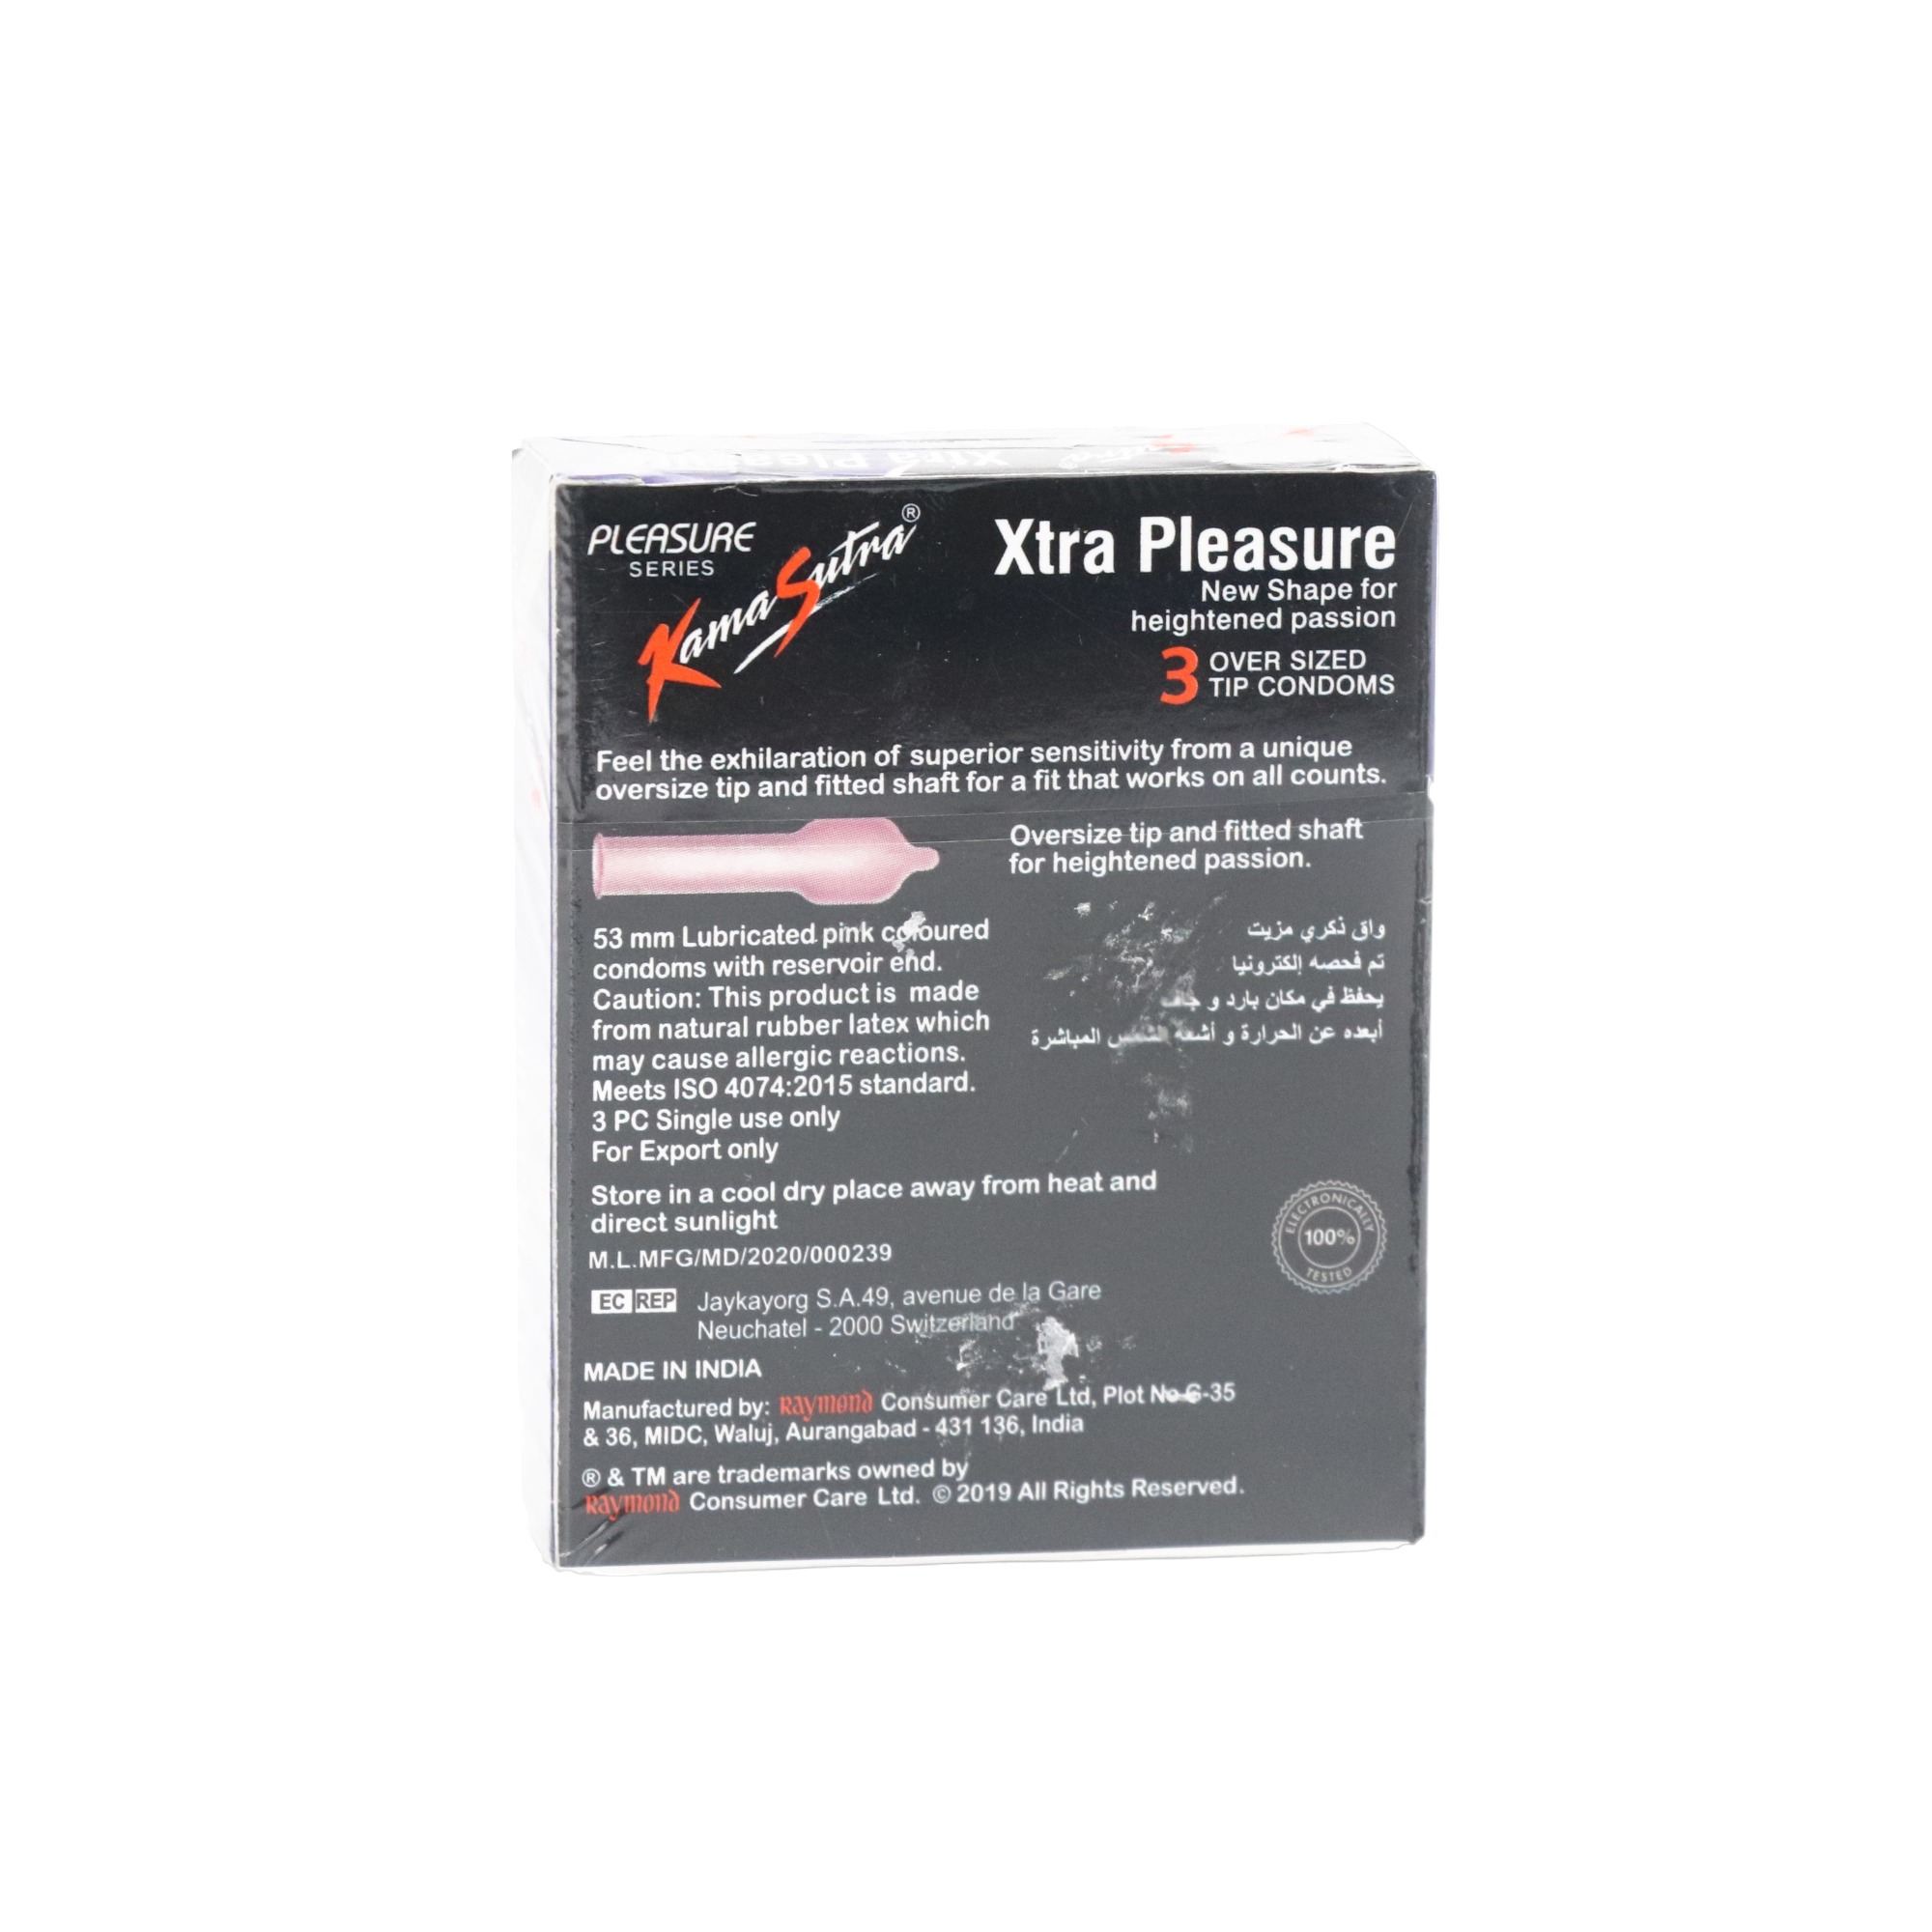 Xtra Pleasure
PLEASURE
SERIES
KamaSutra®
Xtra Pleasure
New Shape for
heightened passion
3 OVER SIZED
TIP CONDOMS
Feel the exhilaration of superior sensitivity from a unique
oversize tip and fitted shaft for a fit that works on all counts.
Oversize tip and fitted shaft
for heightened passion.
53 mm Lubricated pink coloured
condoms with reservoir end.
Caution: This product is made
from natural rubber latex which
may cause allergic reactions.
Meets ISO 4074:2015 standard.
3 PC Single use only
For Export only
واق ذكري مزيت
تم فحصه إلكترونيا
يحفظ في مكان بارد و جاف
أبعده عن الحرارة و أشعة الشمس المباشرة
Store in a cool dry place away from heat and
direct sunlight
ELECTRONICALLY
100%
TESTED
M.L.MFG/MD/2020/000239
EC REP Jaykayorg S.A.49, avenue de la Gare
Neuchatel - 2000 Switzerland
MADE IN INDIA
Manufactured by: Raymond Consumer Care Ltd, Plot No G-35
& 36, MIDC, Waluj, Aurangabad - 431 136, India
® & TM are trademarks owned by
Raymond Consumer Care Ltd. © 2019 All Rights Reserved.